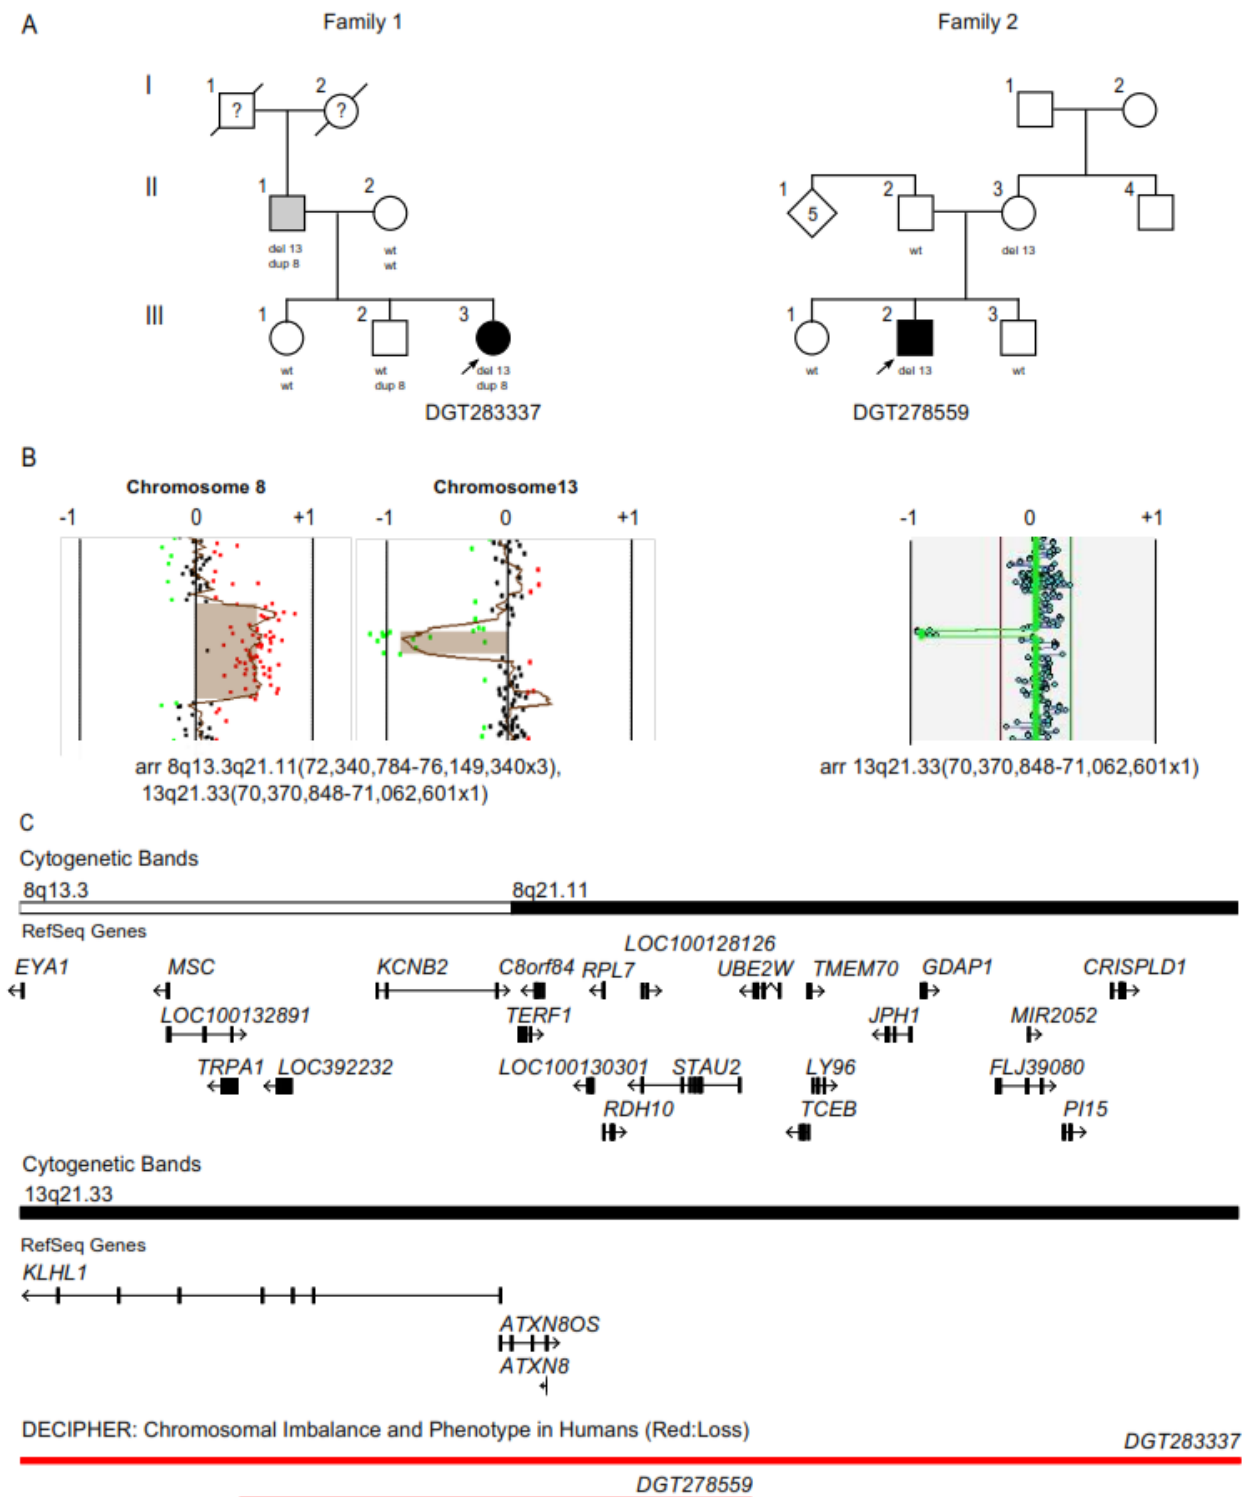 A
Family 1
Family 2
I
1
2
?
?
1
2
II
1
2
del 13
dup 8
wt
wt
1
5
2
wt
3
del 13
4
III
1
2
3
wt
wt
wt
dup 8
del 13
dup 8
1
2
3
wt
del 13
wt
DGT283337
DGT278559
B
Chromosome 8
Chromosome13
-1 0 +1
-1 0 +1
-1 0 +1
arr 8q13.3q21.11(72,340,784-76,149,340x3),
13q21.33(70,370,848-71,062,601x1)
arr 13q21.33(70,370,848-71,062,601x1)
C
Cytogenetic Bands
8q13.3 8q21.11
RefSeq Genes
LOC100128126
EYA1 MSC KCNB2 C8orf84 RPL7 UBE2W TMEM70 GDAP1 CRISPLD1
LOC100132891 TERF1 JPH1 MIR2052
TRPA1 LOC392232 LOC100130301 STAU2 LY96 FLJ39080
RDH10 TCEB PI15
Cytogenetic Bands
13q21.33
RefSeq Genes
KLHL1
ATXN8OS
ATXN8
DECIPHER: Chromosomal Imbalance and Phenotype in Humans (Red:Loss)
DGT283337
DGT278559